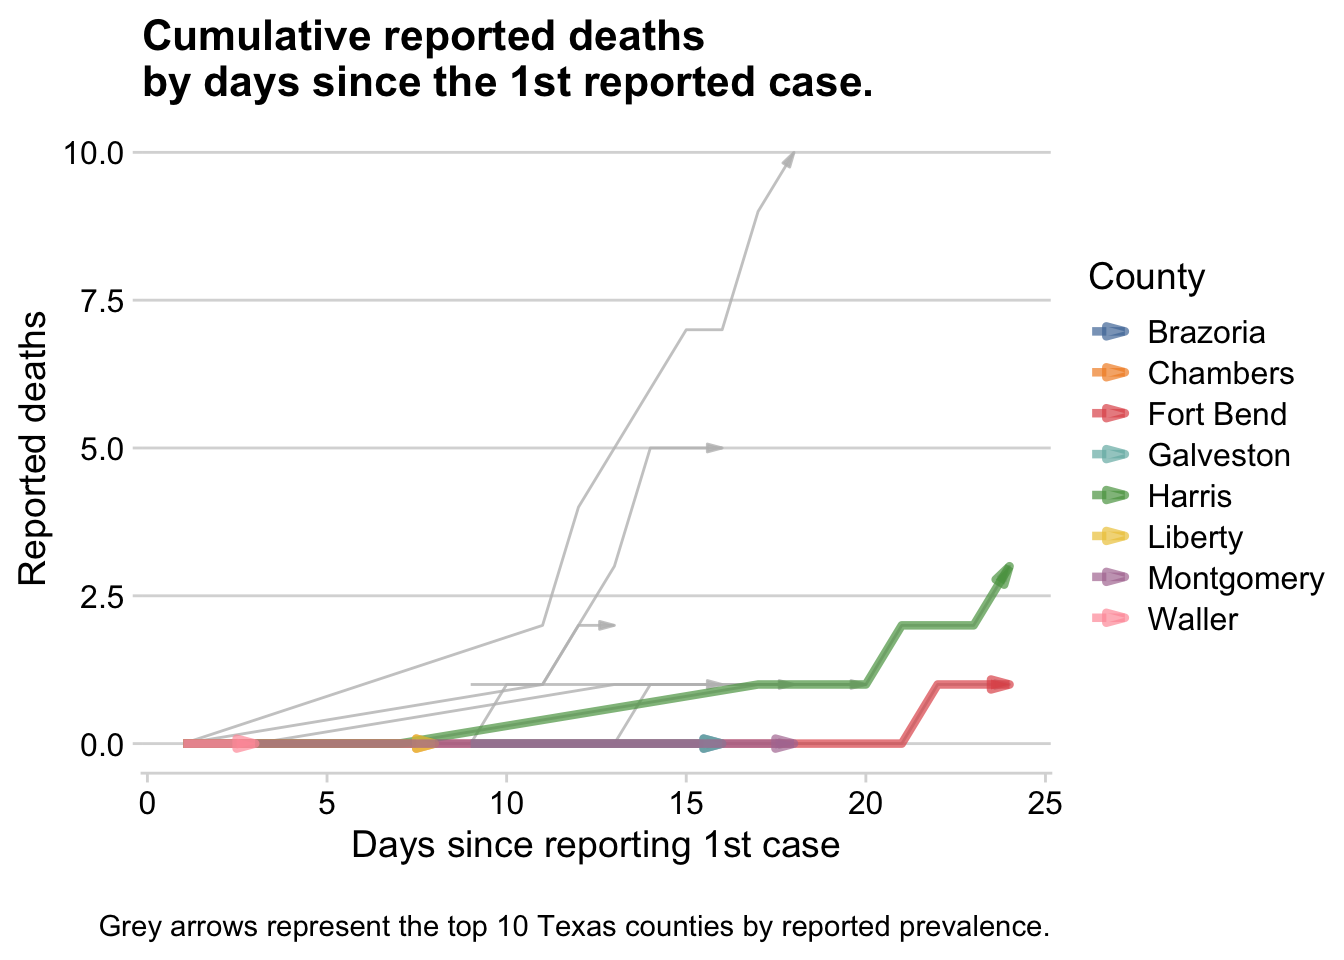 Cumulative reported deaths
by days since the 1st reported case.
10.0
7.5
5.0
2.5
0.0
Reported deaths
0 5 10 15 20 25
Days since reporting 1st case
County
Brazoria
Chambers
Fort Bend
Galveston
Harris
Liberty
Montgomery
Waller
Grey arrows represent the top 10 Texas counties by reported prevalence.